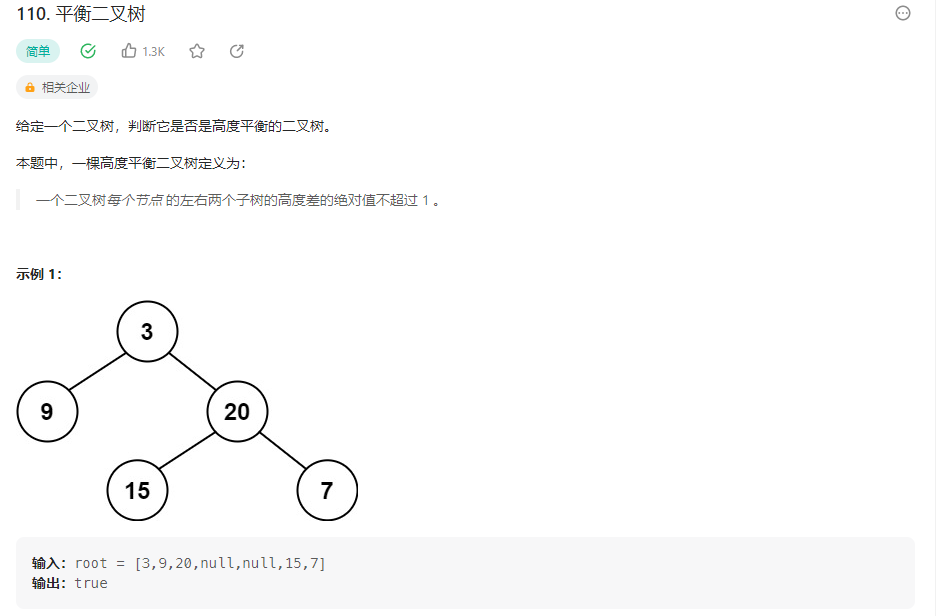 110. 平衡二叉树
简单 1.3K
相关企业
给定一个二叉树，判断它是否是高度平衡的二叉树。
本题中，一棵高度平衡二叉树定义为：
一个二叉树每个节点 的左右两个子树的高度差的绝对值不超过 1 。
示例 1：
3
9 20
15 7
输入：root = [3,9,20,null,null,15,7]
输出：true